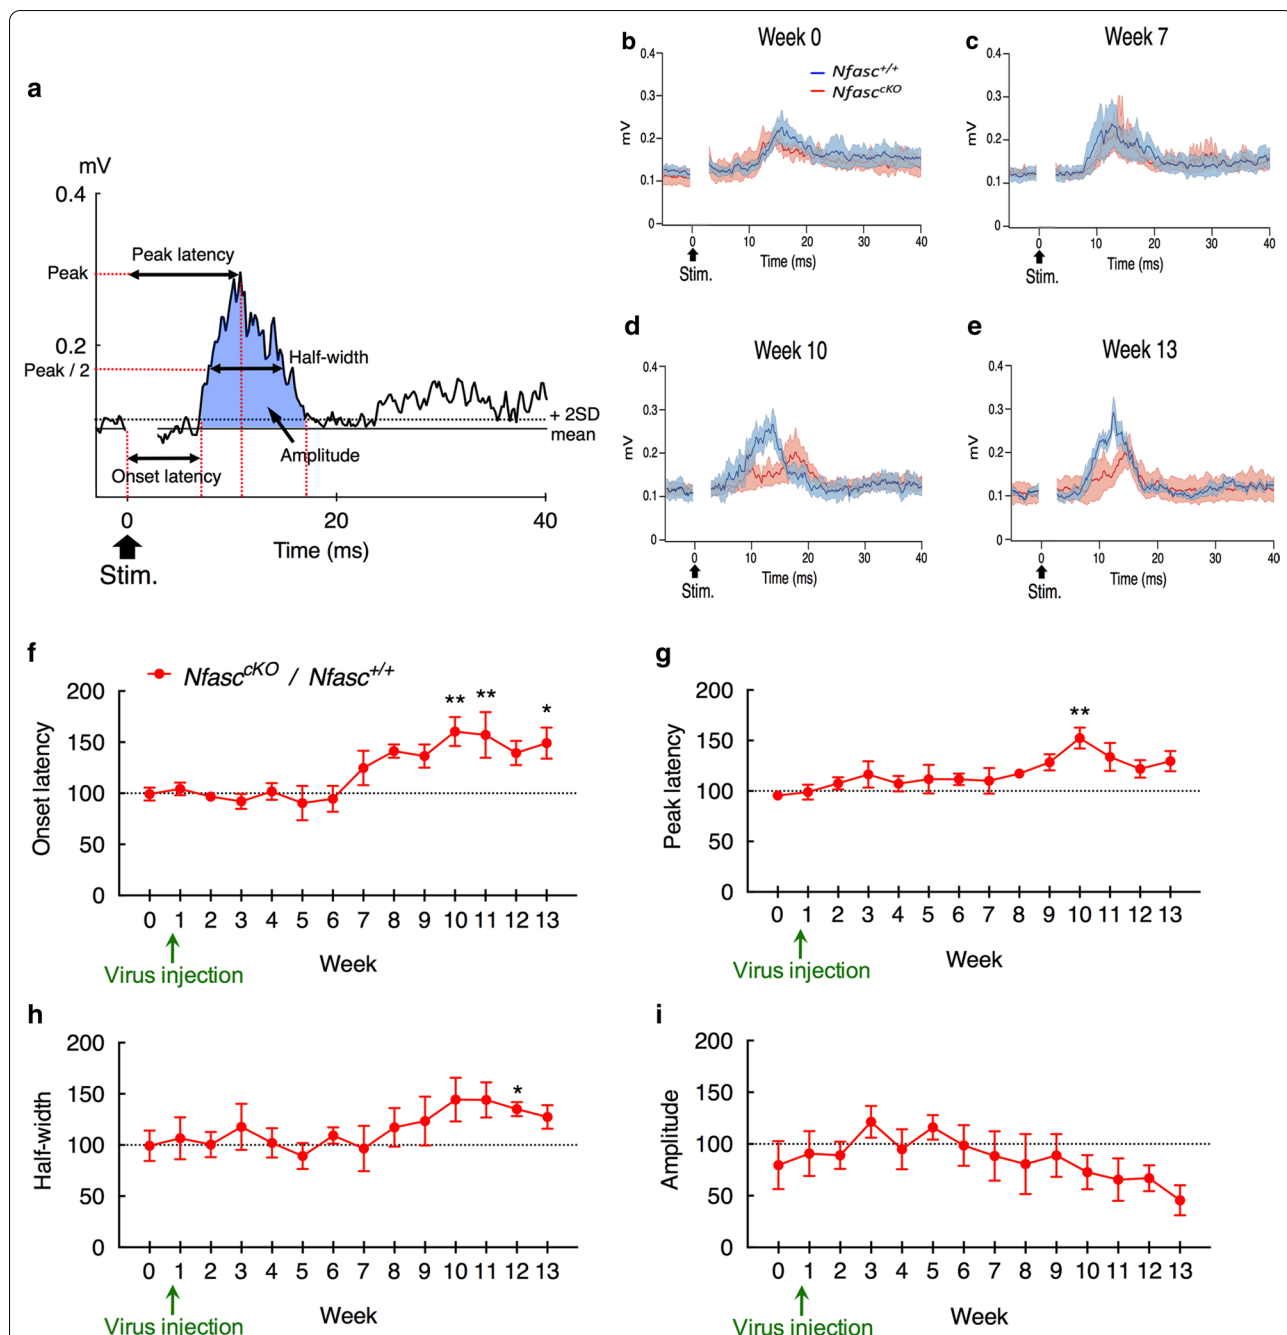 a
mV
0.4
Peak latency
Peak
0.2
Half-width
Peak / 2
+ 2SD
mean
Amplitude
Onset latency
0 20 40
Time (ms)
Stim.
b
Week 0
0.4
Nfasc+/+
NfasccKO
0.3
mV
0.2
0.1
0
0 10 20 30 40
Time (ms)
Stim.
c
Week 7
0.4
0.3
mV
0.2
0.1
0
0 10 20 30 40
Time (ms)
Stim.
d
Week 10
0.4
0.3
mV
0.2
0.1
0
0 10 20 30 40
Time (ms)
Stim.
e
Week 13
0.4
0.3
mV
0.2
0.1
0
0 10 20 30 40
Time (ms)
Stim.
f
NfasccKO / Nfasc+/+
200
** ** *
150
Onset latency
100
50
0
0 1 2 3 4 5 6 7 8 9 10 11 12 13
Week
Virus injection
g
200
**
150
Peak latency
100
50
0
0 1 2 3 4 5 6 7 8 9 10 11 12 13
Week
Virus injection
h
200
150
*
Half-width
100
50
0
0 1 2 3 4 5 6 7 8 9 10 11 12 13
Week
Virus injection
i
200
150
Amplitude
100
50
0
0 1 2 3 4 5 6 7 8 9 10 11 12 13
Week
Virus injection